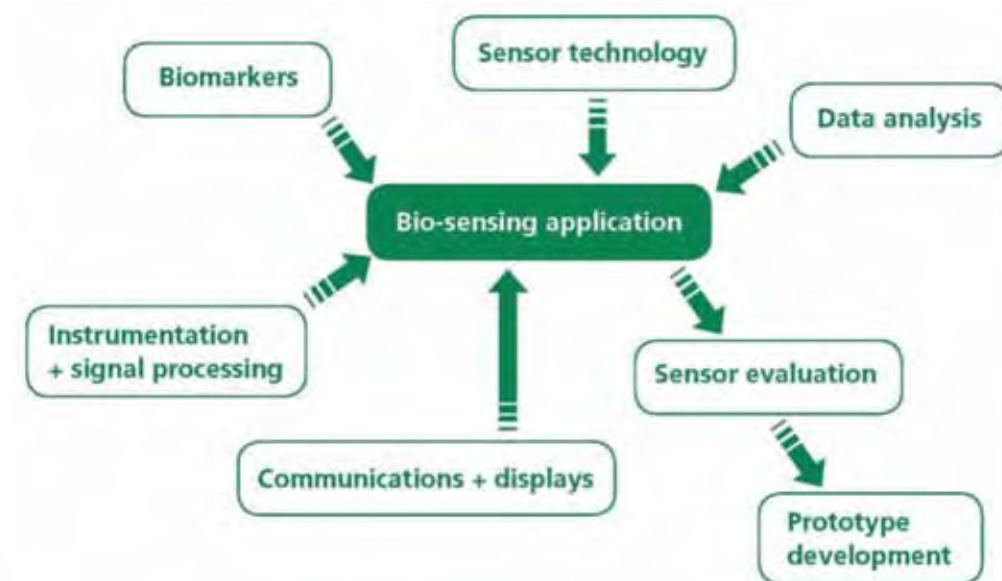 Sensor technology
Biomarkers
Data analysis
Bio-sensing application
Instrumentation
+ signal processing
Sensor evaluation
Communications + displays
Prototype
development